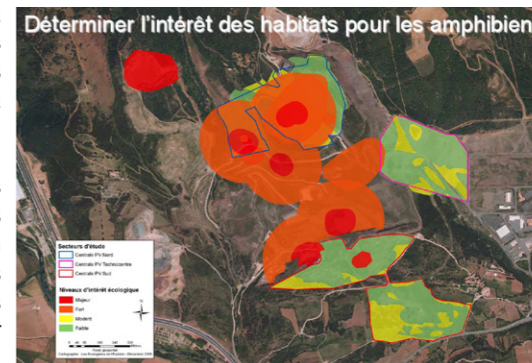 Déterminer l'intérêt des habitats pour les amphibien
Secteurs d'étude
Centrale PV Nord
Centrale PV Technocentre
Centrale PV Sud
Niveaux d'intérêt écologique
Majeur
Fort
Modéré
Faible